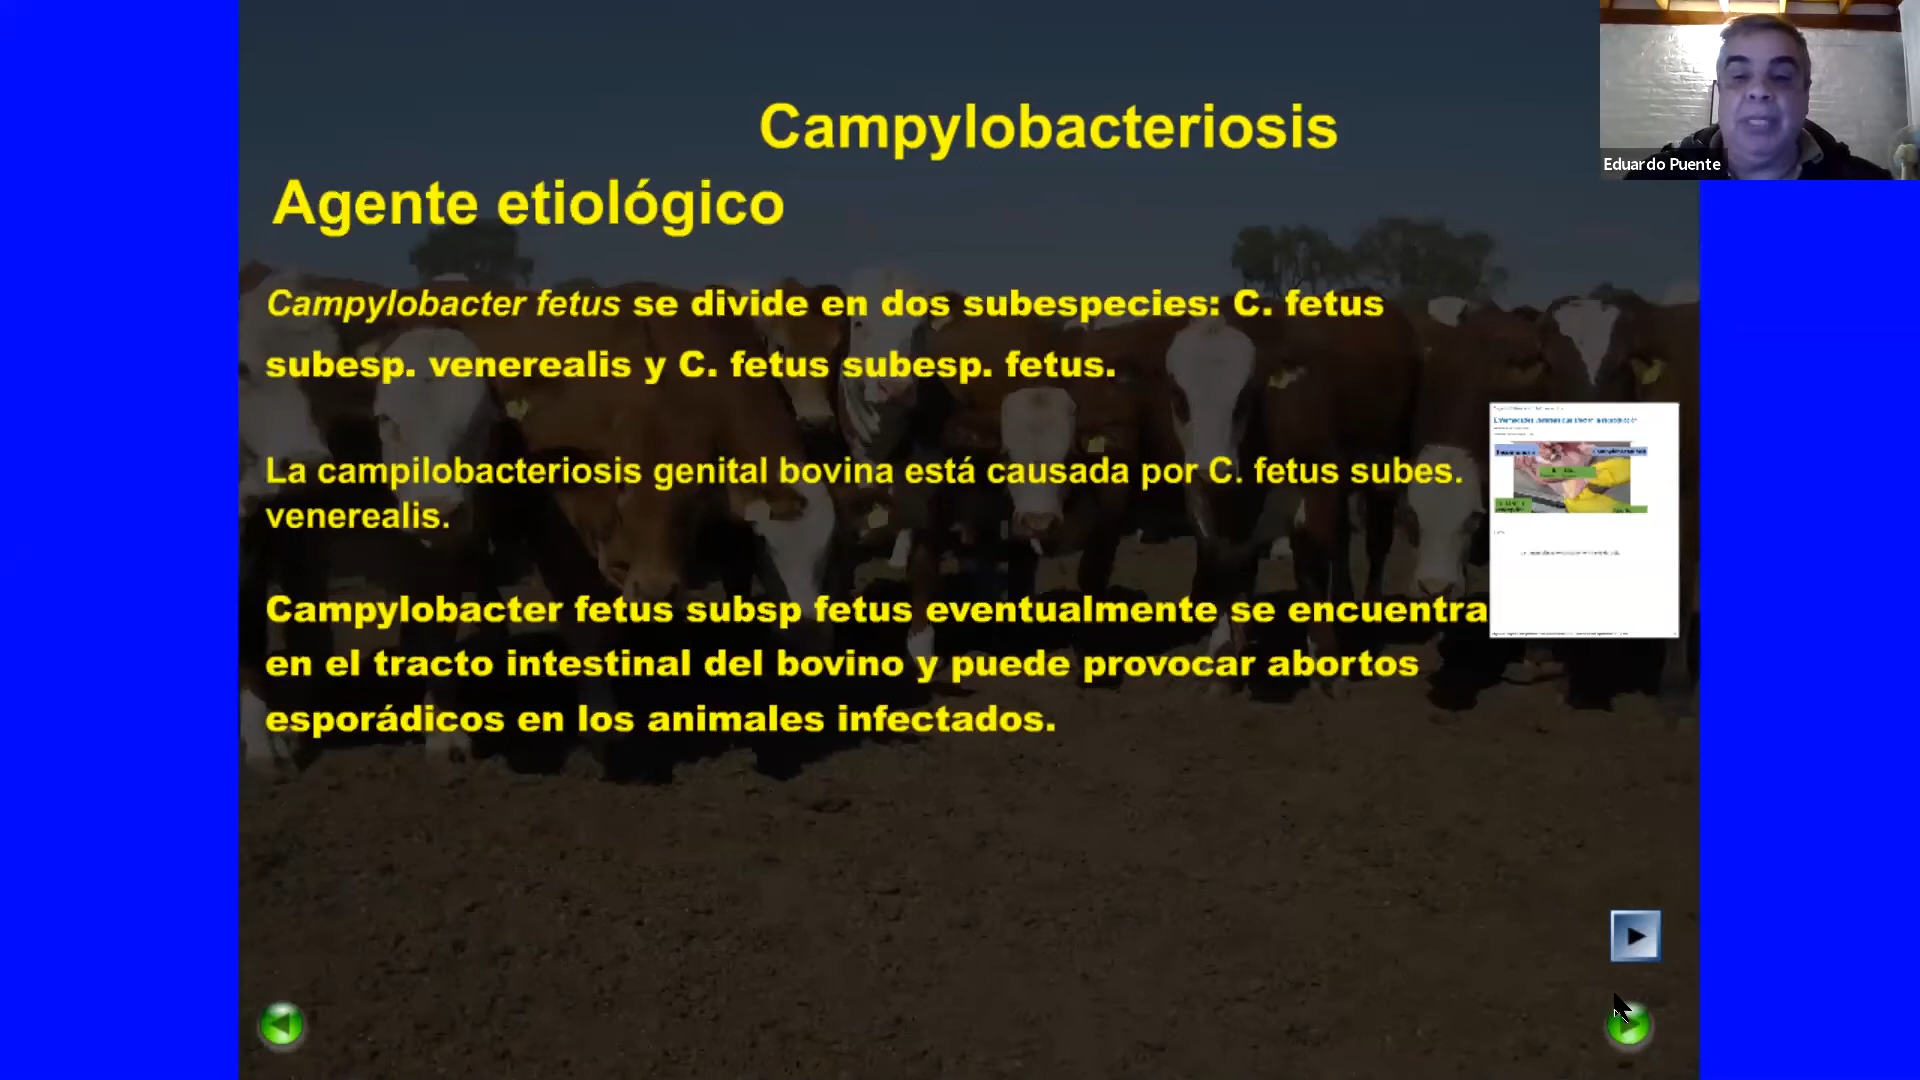 Campylobacteriosis
Eduardo Puente
Agente etiológico
Campylobacter fetus se divide en dos subespecies: C. fetus
subesp. venerealis y C. fetus subesp. fetus.
La campilobacteriosis genital bovina está causada por C. fetus subes.
venerealis.
Campylobacter fetus subsp fetus eventualmente se encuentra
en el tracto intestinal del bovino y puede provocar abortos
esporádicos en los animales infectados.